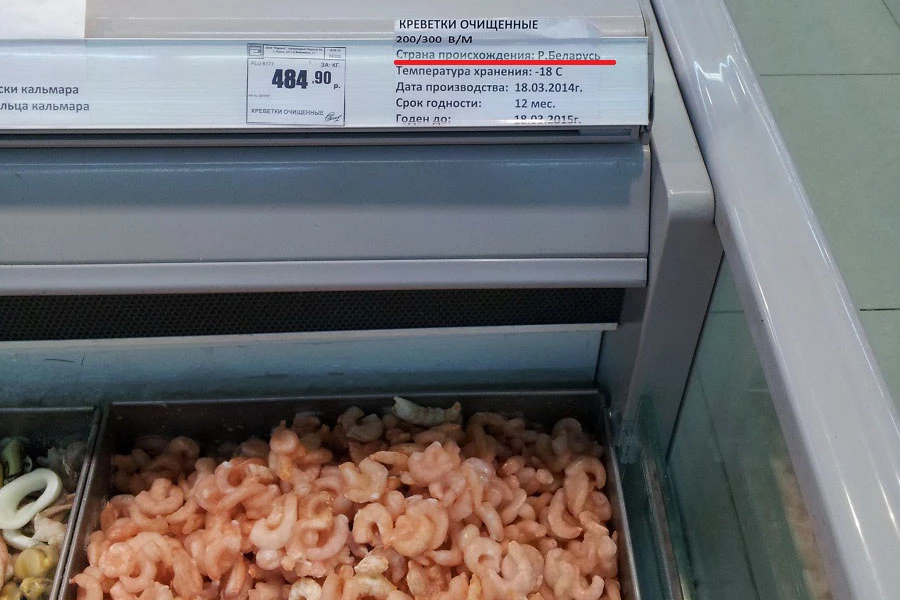 КРЕВЕТКИ ОЧИЩЕННЫЕ
200/300 В/М
Страна происхождения: Р.Беларусь
Температура хранения: -18 С
Дата производства: 18.03.2014г.
Срок годности: 12 мес.
Годен до: 18.03.2015г.
ЗА: КГ.
484.90
р.
КРЕВЕТКИ ОЧИЩЕННЫЕ
ски кальмара
льца кальмара